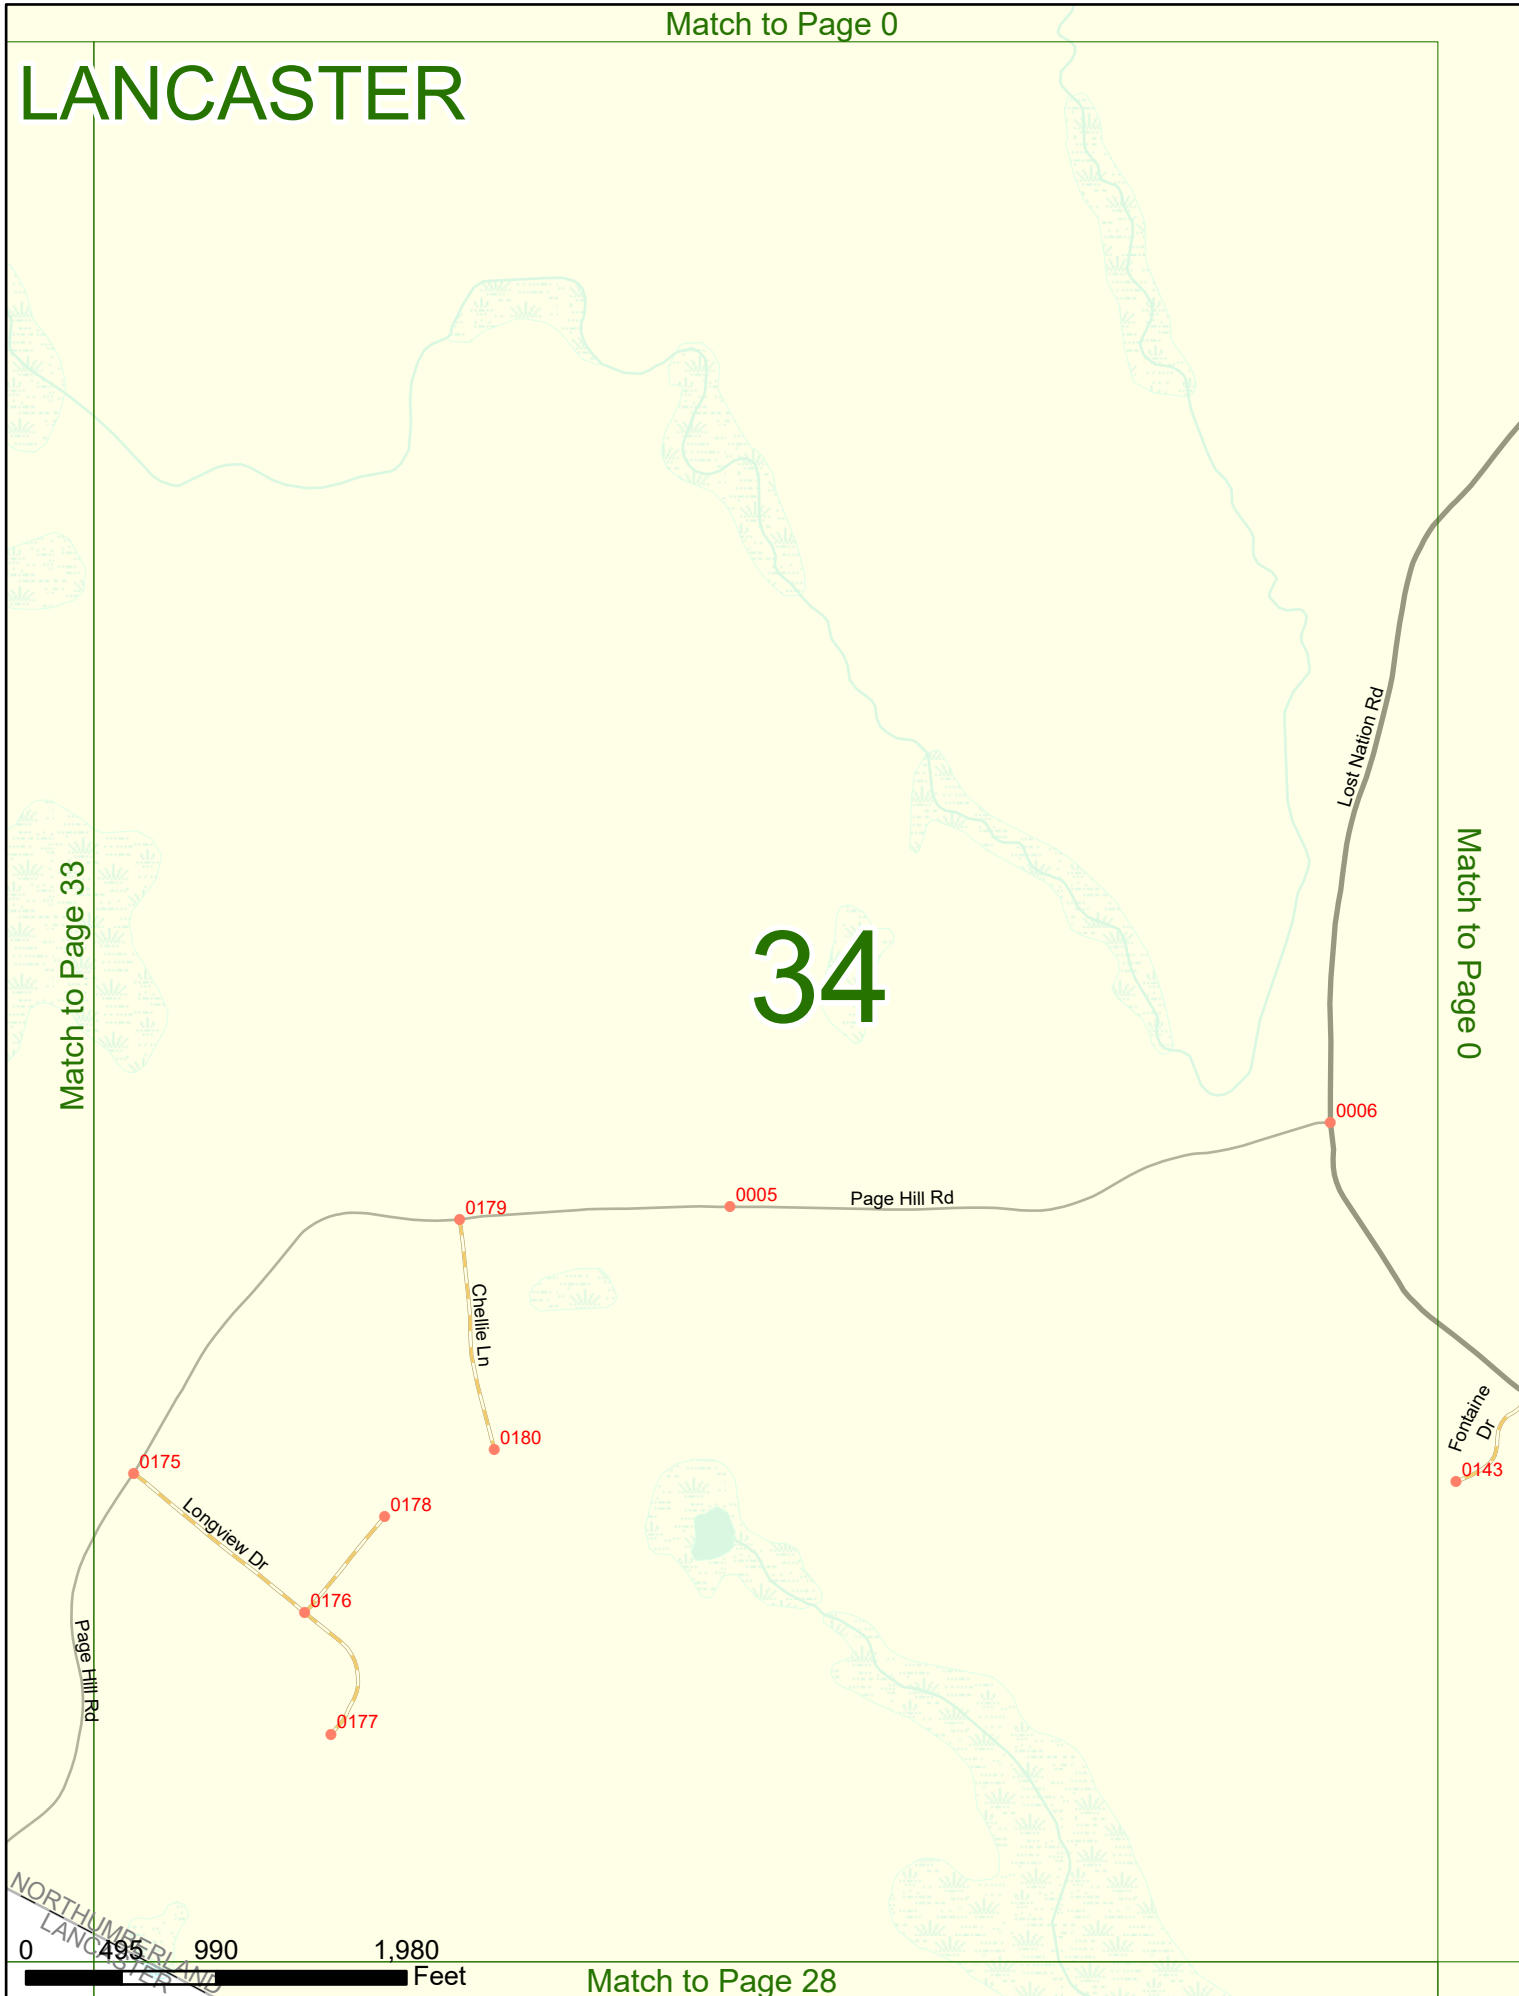 Match to Page 0
LANCASTER
Lost Nation Rd
Match to Page 33
Match to Page 0
34
0006
0179
0005
Page Hill Rd
Chellie Ln
0180
Fontaine
Dr
0143
0175
0178
Longview Dr
0176
Page Hill Rd
0177
NORTHUMBERLAND
LANCASTER
0 495 990 1,980
Feet
Match to Page 28